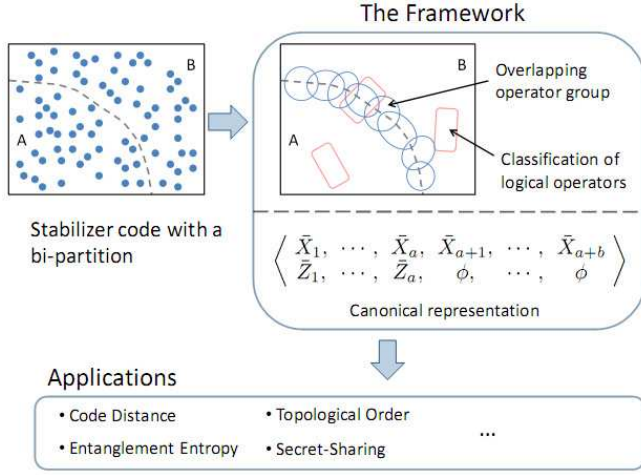 The Framework
B
A
Stabilizer code with a
bi-partition
B
A
Overlapping
operator group
Classification of
logical operators
⟨ X̄₁, ⋯, X̄ₐ, X̄ₐ₊₁, ⋯, X̄ₐ₊b ⟩
Z̄₁, ⋯, Z̄ₐ, ϕ, ⋯, ϕ
Canonical representation
Applications
• Code Distance
• Topological Order
• Entanglement Entropy
• Secret-Sharing
...